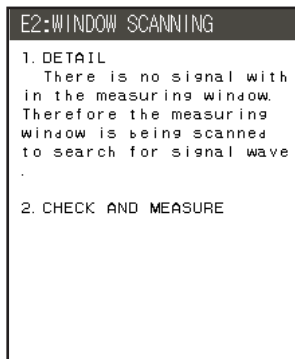 E2:WINDOW SCANNING
1. DETAIL
There is no signal with
in the measuring window.
Therefore the measuring
window is being scanned
to search for signal wave
.
2. CHECK AND MEASURE